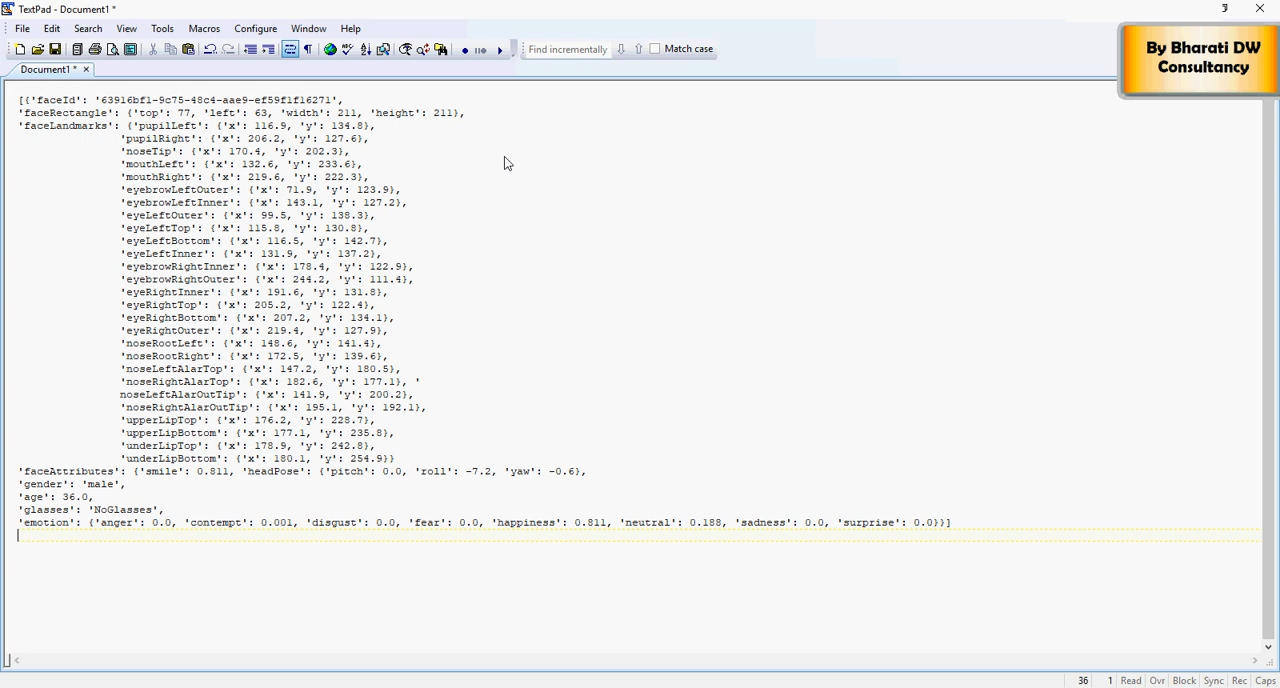 TextPad - Document1 *
File Edit Search View Tools Macros Configure Window Help
Find incrementally Match case
By Bharati DW
Consultancy
Document1 *
[{'faceId': '63916bf1-9c75-48c4-aae9-ef59f1f16271',
'faceRectangle': {'top': 77, 'left': 63, 'width': 211, 'height': 211},
'faceLandmarks': {'pupilLeft': {'x': 116.9, 'y': 134.8},
'pupilRight': {'x': 206.2, 'y': 127.6},
'noseTip': {'x': 170.4, 'y': 202.3},
'mouthLeft': {'x': 132.6, 'y': 233.6},
'mouthRight': {'x': 219.6, 'y': 222.3},
'eyebrowLeftOuter': {'x': 71.9, 'y': 123.9},
'eyebrowLeftInner': {'x': 143.1, 'y': 127.2},
'eyeLeftOuter': {'x': 99.5, 'y': 138.3},
'eyeLeftTop': {'x': 115.8, 'y': 130.8},
'eyeLeftBottom': {'x': 116.5, 'y': 142.7},
'eyeLeftInner': {'x': 131.9, 'y': 137.2},
'eyebrowRightInner': {'x': 178.4, 'y': 122.9},
'eyebrowRightOuter': {'x': 244.2, 'y': 111.4},
'eyeRightInner': {'x': 191.6, 'y': 131.8},
'eyeRightTop': {'x': 205.2, 'y': 122.4},
'eyeRightBottom': {'x': 207.2, 'y': 134.1},
'eyeRightOuter': {'x': 219.4, 'y': 127.9},
'noseRootLeft': {'x': 148.6, 'y': 141.4},
'noseRootRight': {'x': 172.5, 'y': 139.6},
'noseLeftAlarTop': {'x': 147.2, 'y': 180.5},
'noseRightAlarTop': {'x': 182.6, 'y': 177.1}, '
noseLeftAlarOutTip': {'x': 141.9, 'y': 200.2},
'noseRightAlarOutTip': {'x': 195.1, 'y': 192.1},
'upperLipTop': {'x': 176.2, 'y': 228.7},
'upperLipBottom': {'x': 177.1, 'y': 235.8},
'underLipTop': {'x': 178.9, 'y': 242.8},
'underLipBottom': {'x': 180.1, 'y': 254.9}}
'faceAttributes': {'smile': 0.811, 'headPose': {'pitch': 0.0, 'roll': -7.2, 'yaw': -0.6},
'gender': 'male',
'age': 36.0,
'glasses': 'NoGlasses',
'emotion': {'anger': 0.0, 'contempt': 0.001, 'disgust': 0.0, 'fear': 0.0, 'happiness': 0.811, 'neutral': 0.188, 'sadness': 0.0, 'surprise': 0.0}}]
36 1 Read Ovr Block Sync Rec Caps